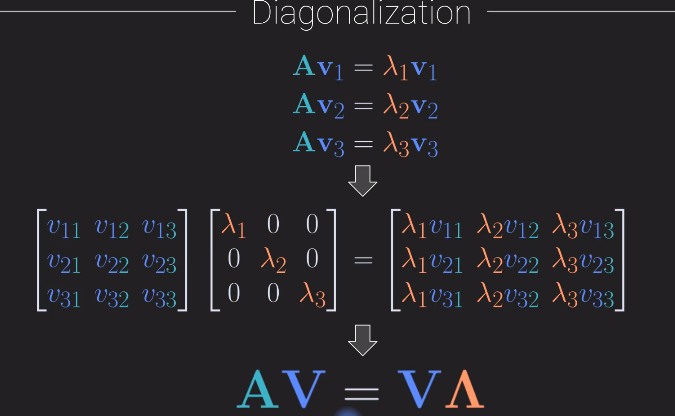 Diagonalization
Av₁ = λ₁v₁
Av₂ = λ₂v₂
Av₃ = λ₃v₃
[v₁₁ v₁₂ v₁₃] [λ₁ 0 0] = [λ₁v₁₁ λ₂v₁₂ λ₃v₁₃]
[v₂₁ v₂₂ v₂₃] [0 λ₂ 0] = [λ₁v₂₁ λ₂v₂₂ λ₃v₂₃]
[v₃₁ v₃₂ v₃₃] [0 0 λ₃] = [λ₁v₃₁ λ₂v₃₂ λ₃v₃₃]
AV = VΛ